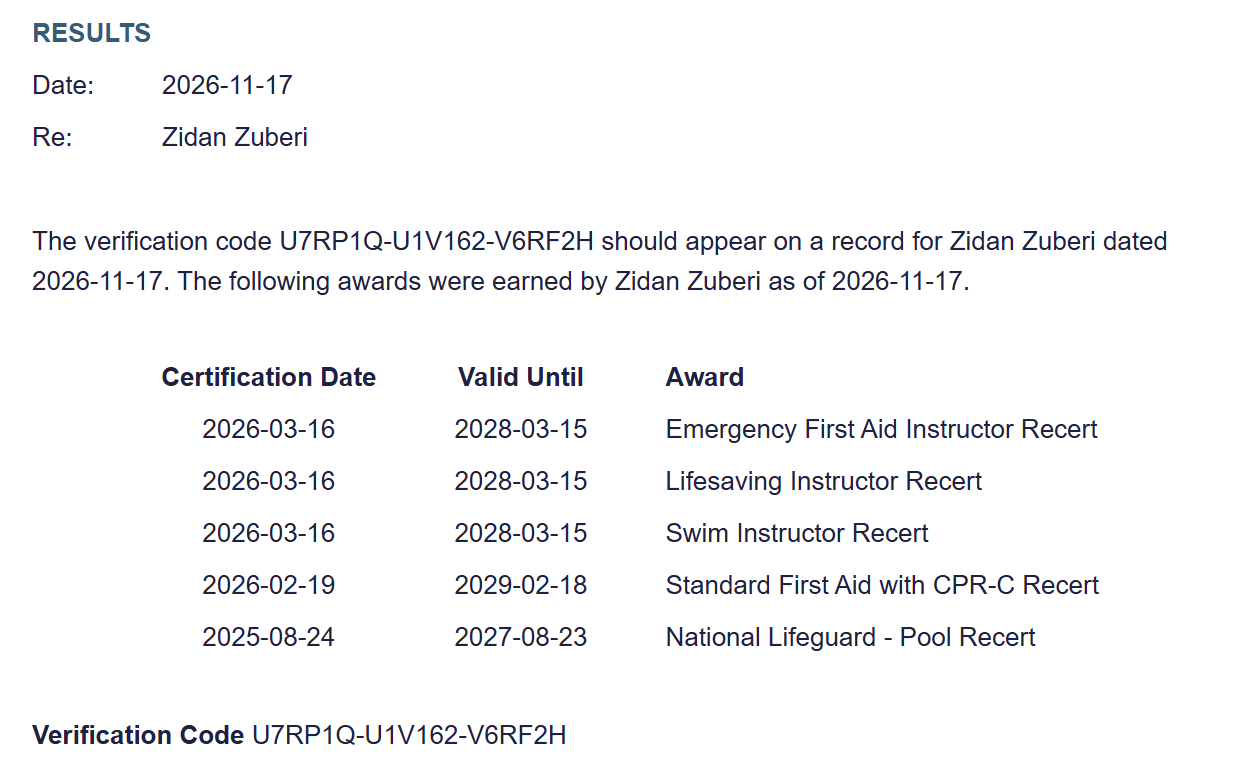 RESULTS
Date: 2026-11-17
Re: Zidan Zuberi
The verification code U7RP1Q-U1V162-V6RF2H should appear on a record for Zidan Zuberi dated
2026-11-17. The following awards were earned by Zidan Zuberi as of 2026-11-17.
Certification Date Valid Until Award
2026-03-16 2028-03-15 Emergency First Aid Instructor Recert
2026-03-16 2028-03-15 Lifesaving Instructor Recert
2026-03-16 2028-03-15 Swim Instructor Recert
2026-02-19 2029-02-18 Standard First Aid with CPR-C Recert
2025-08-24 2027-08-23 National Lifeguard - Pool Recert
Verification Code U7RP1Q-U1V162-V6RF2H